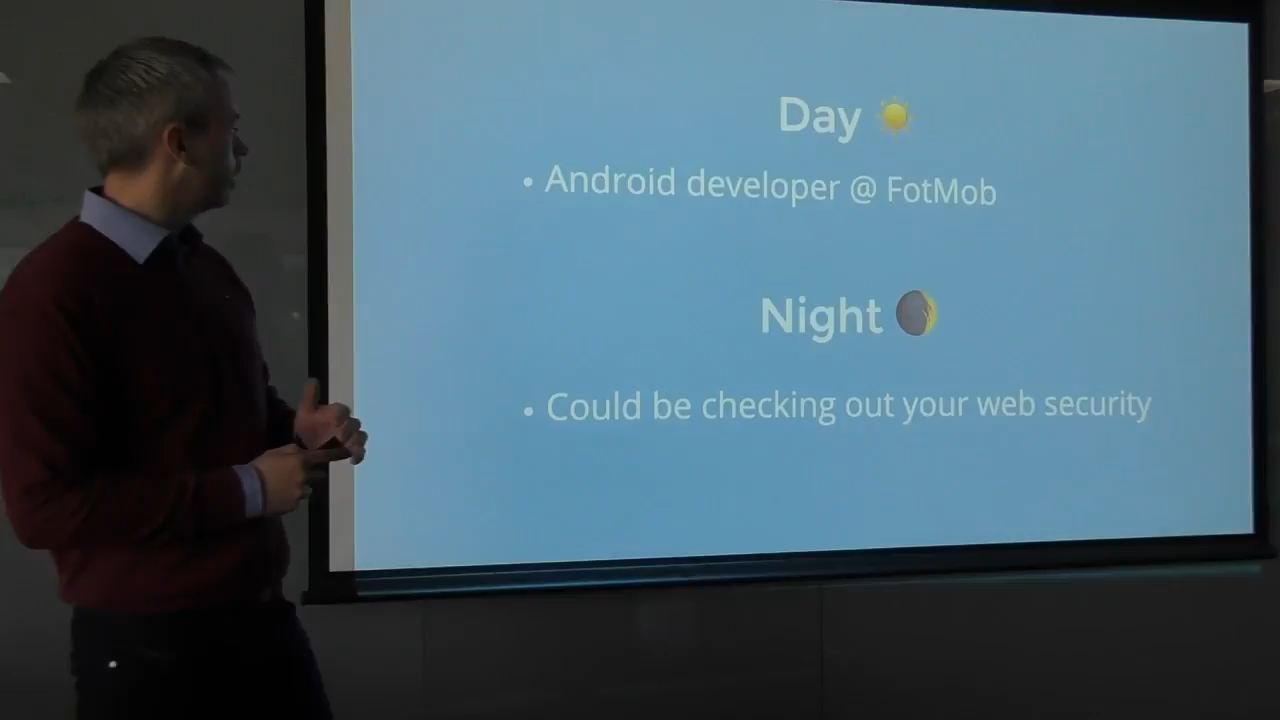 Day ☀️
• Android developer @ FotMob
Night 🌒
• Could be checking out your web security